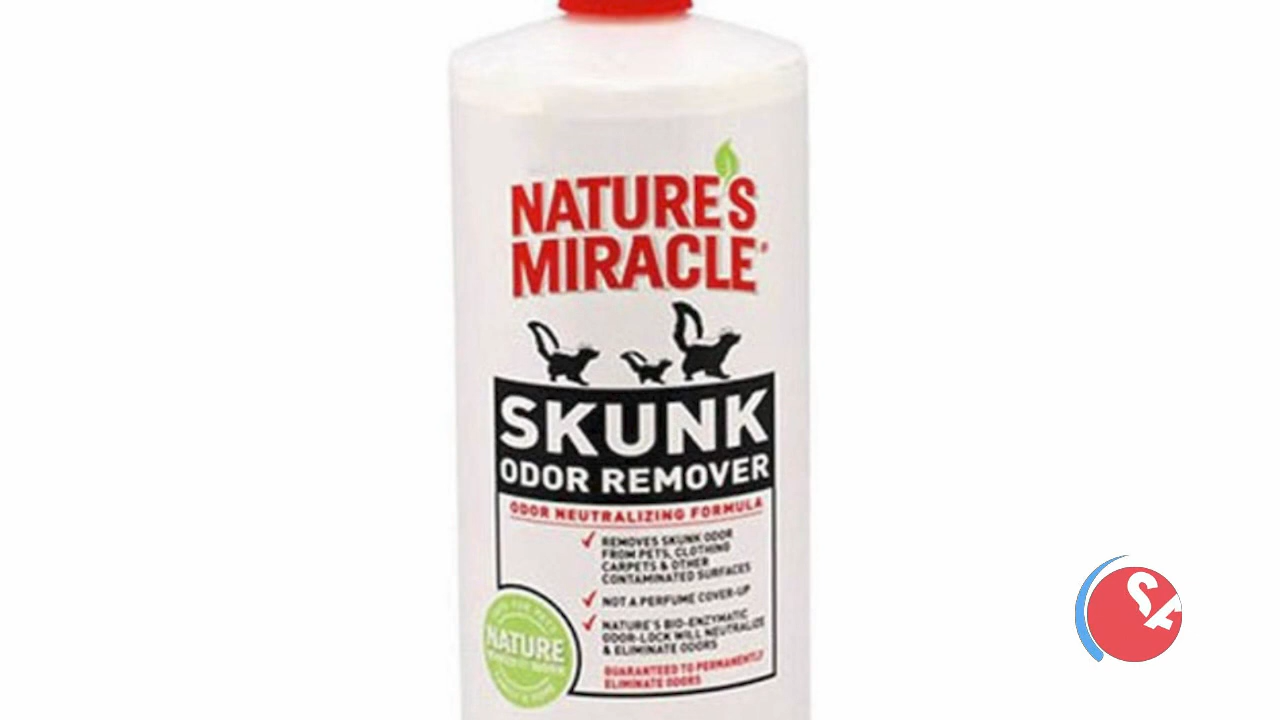 NATURE'S
MIRACLE®
SKUNK
ODOR REMOVER
ODOR NEUTRALIZING FORMULA
✓ REMOVES SKUNK ODOR
FROM PETS, CLOTHING
CARPETS & OTHER
CONTAMINATED SURFACES
✓ NOT A PERFUME COVER-UP
✓ NATURE'S BIO-ENZYMATIC
ODOR-LOCK WILL NEUTRALIZE
& ELIMINATE ODORS
GUARANTEED TO PERMANENTLY
ELIMINATE ODORS
NATURE